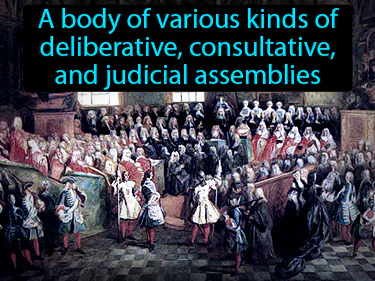 A body of various kinds of
deliberative, consultative,
and judicial assemblies